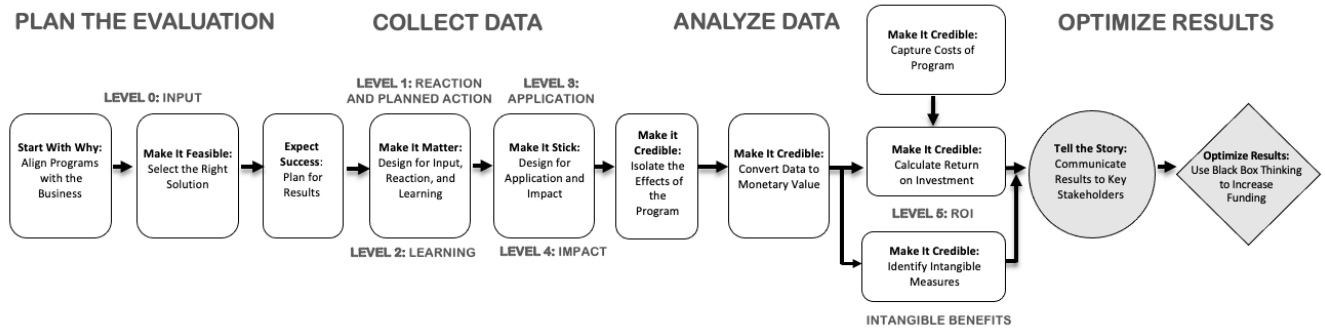 PLAN THE EVALUATION
COLLECT DATA
ANALYZE DATA
OPTIMIZE RESULTS
LEVEL 0: INPUT
Start With Why:
Align Programs
with the
Business
Make It Feasible:
Select the Right
Solution
Expect
Success:
Plan for
Results
LEVEL 1: REACTION
AND PLANNED ACTION
Make It Matter:
Design for Input,
Reaction, and
Learning
LEVEL 2: LEARNING
LEVEL 3:
APPLICATION
Make It Stick:
Design for
Application and
Impact
LEVEL 4: IMPACT
Make it
Credible:
Isolate the
Effects of
the
Program
Make It Credible:
Convert Data to
Monetary Value
Make It Credible:
Capture Costs of
Program
Make It Credible:
Calculate Return
on Investment
LEVEL 5: ROI
Make It Credible:
Identify Intangible
Measures
INTANGIBLE BENEFITS
Tell the Story:
Communicate
Results to Key
Stakeholders
Optimize Results:
Use Black Box Thinking
to Increase
Funding